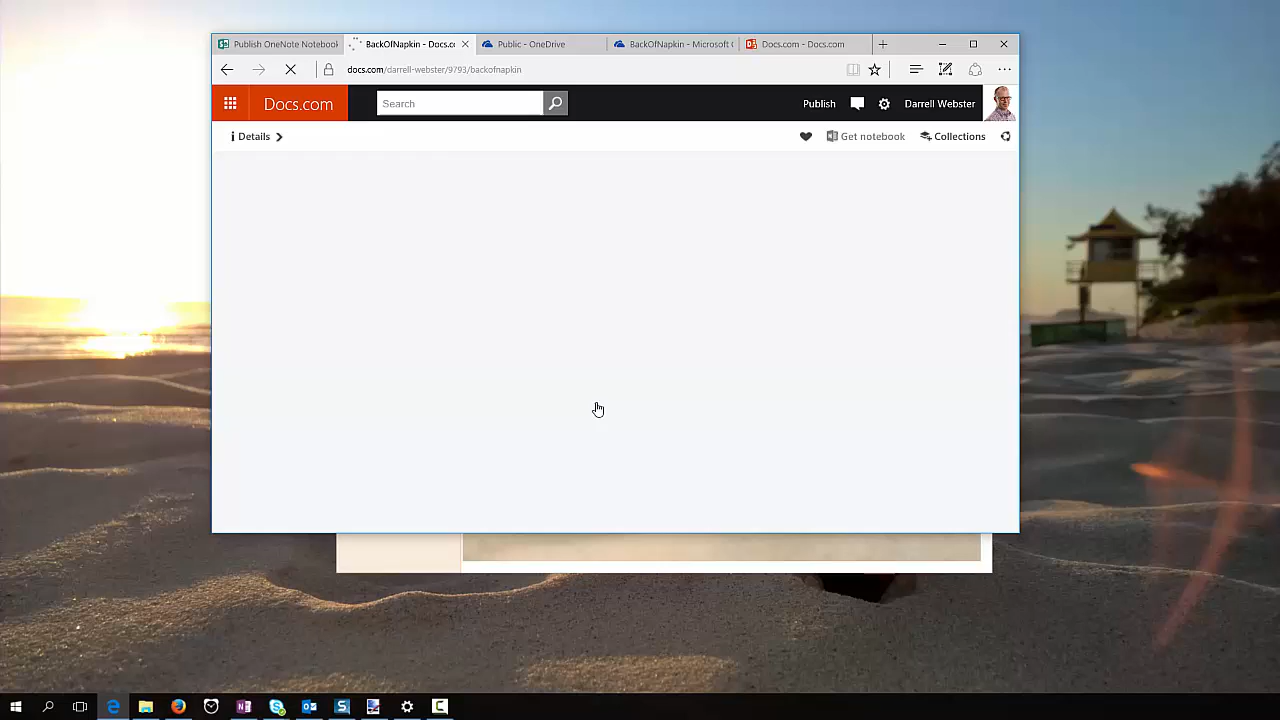 Publish OneNote Notebook
BackOfNapkin - Docs.co
Public - OneDrive
BackOfNapkin - Microsoft O
Docs.com - Docs.com
docs.com/darrell-webster/9793/backofnapkin
Docs.com
Search
Publish
Darrell Webster
Details
Get notebook
Collections